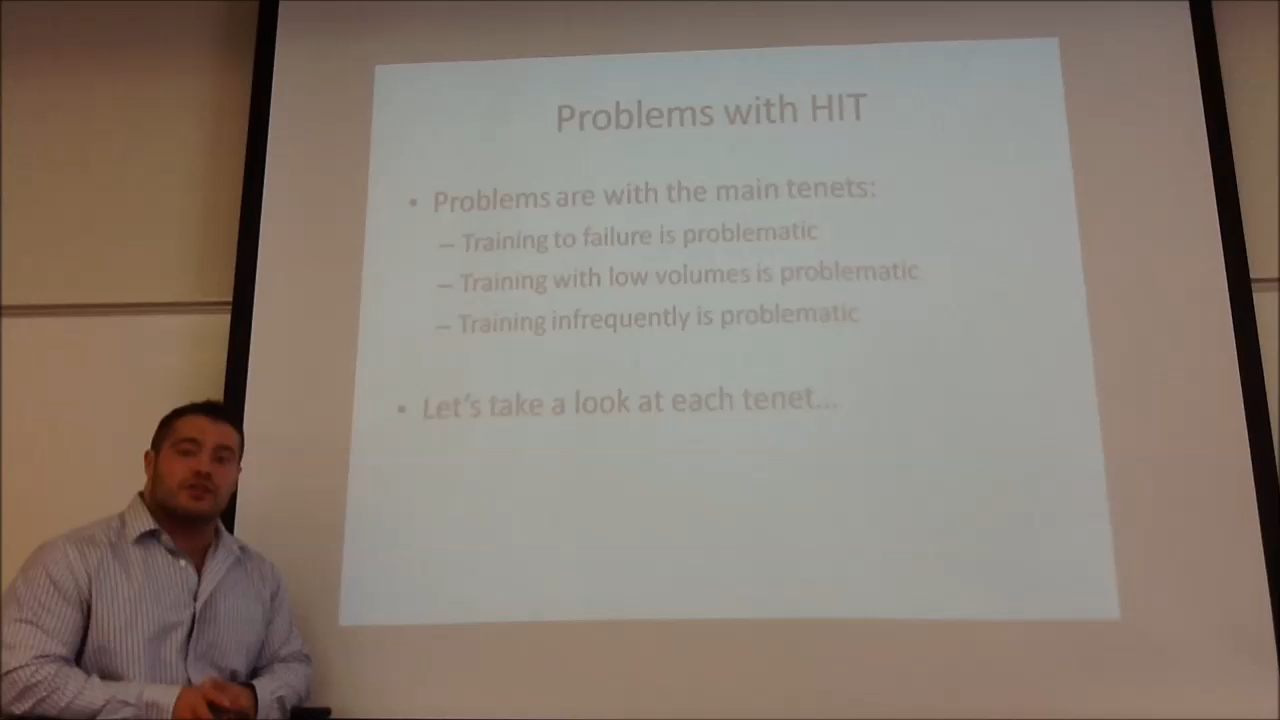 Problems with HIT
• Problems are with the main tenets:
– Training to failure is problematic
– Training with low volumes is problematic
– Training infrequently is problematic
• Let's take a look at each tenet...